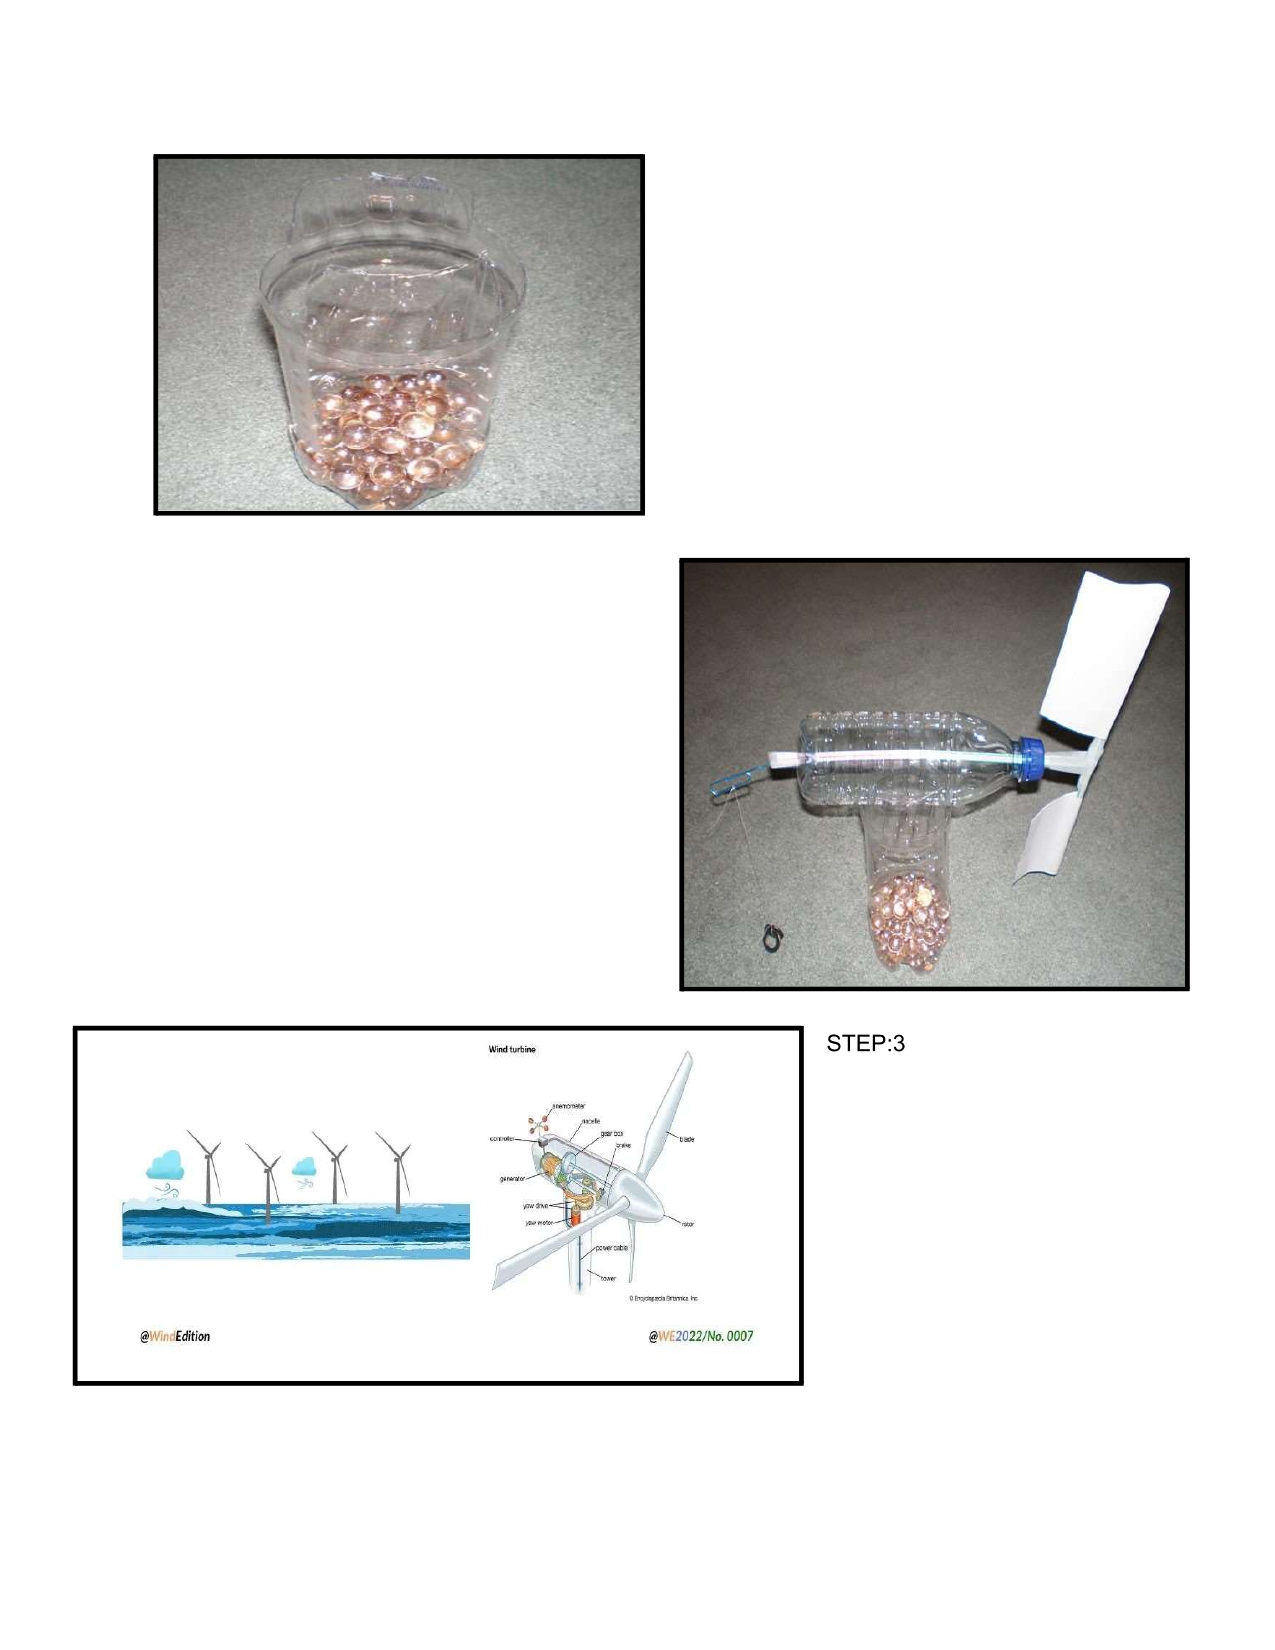 STEP:3
Wind turbine
anemometer
nacelle
gear box
brake
blade
controller
generator
yaw drive
yaw motor
rotor
power cable
tower
© Encyclopædia Britannica, Inc.
@WindEdition
@WE2022/No. 0007